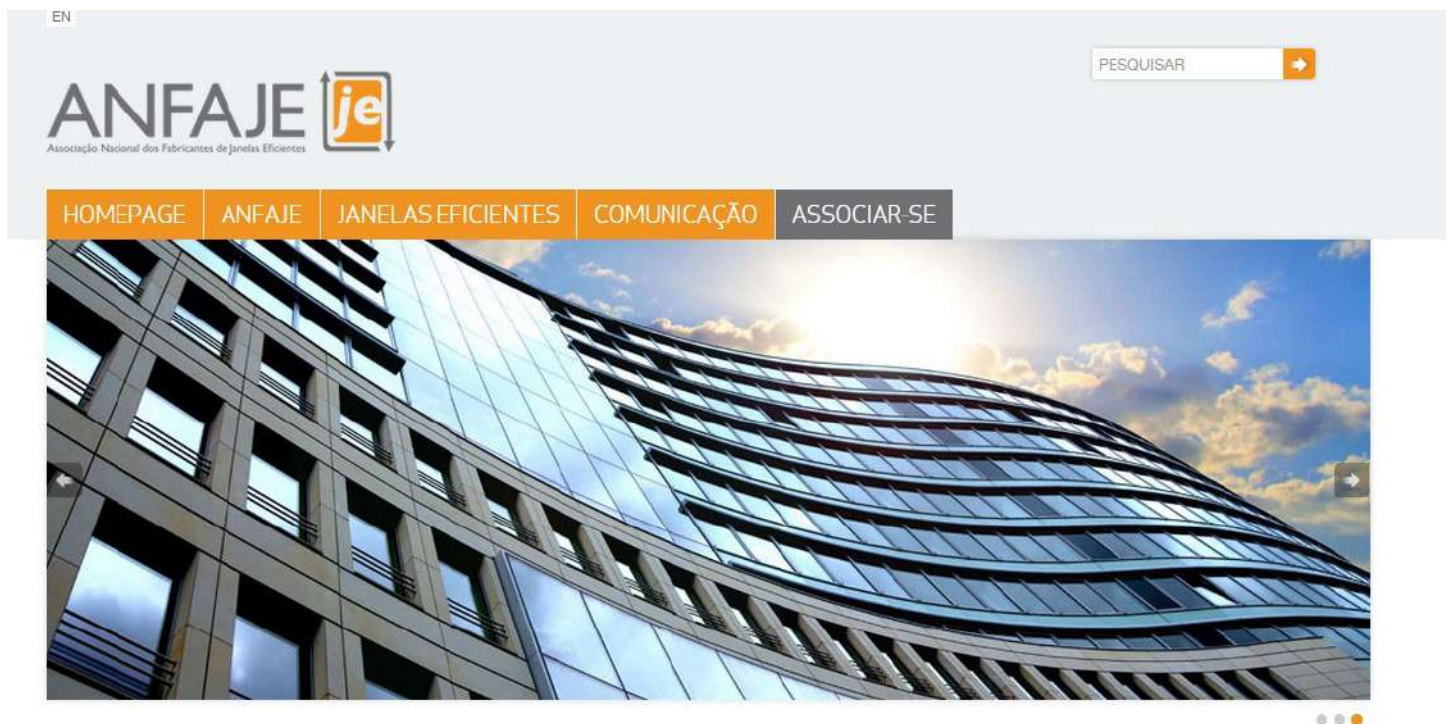 EN
PESQUISAR
ANFAJE je
Associação Nacional dos Fabricantes de Janelas Eficientes
HOMEPAGE ANFAJE JANELAS EFICIENTES COMUNICAÇÃO ASSOCIAR-SE